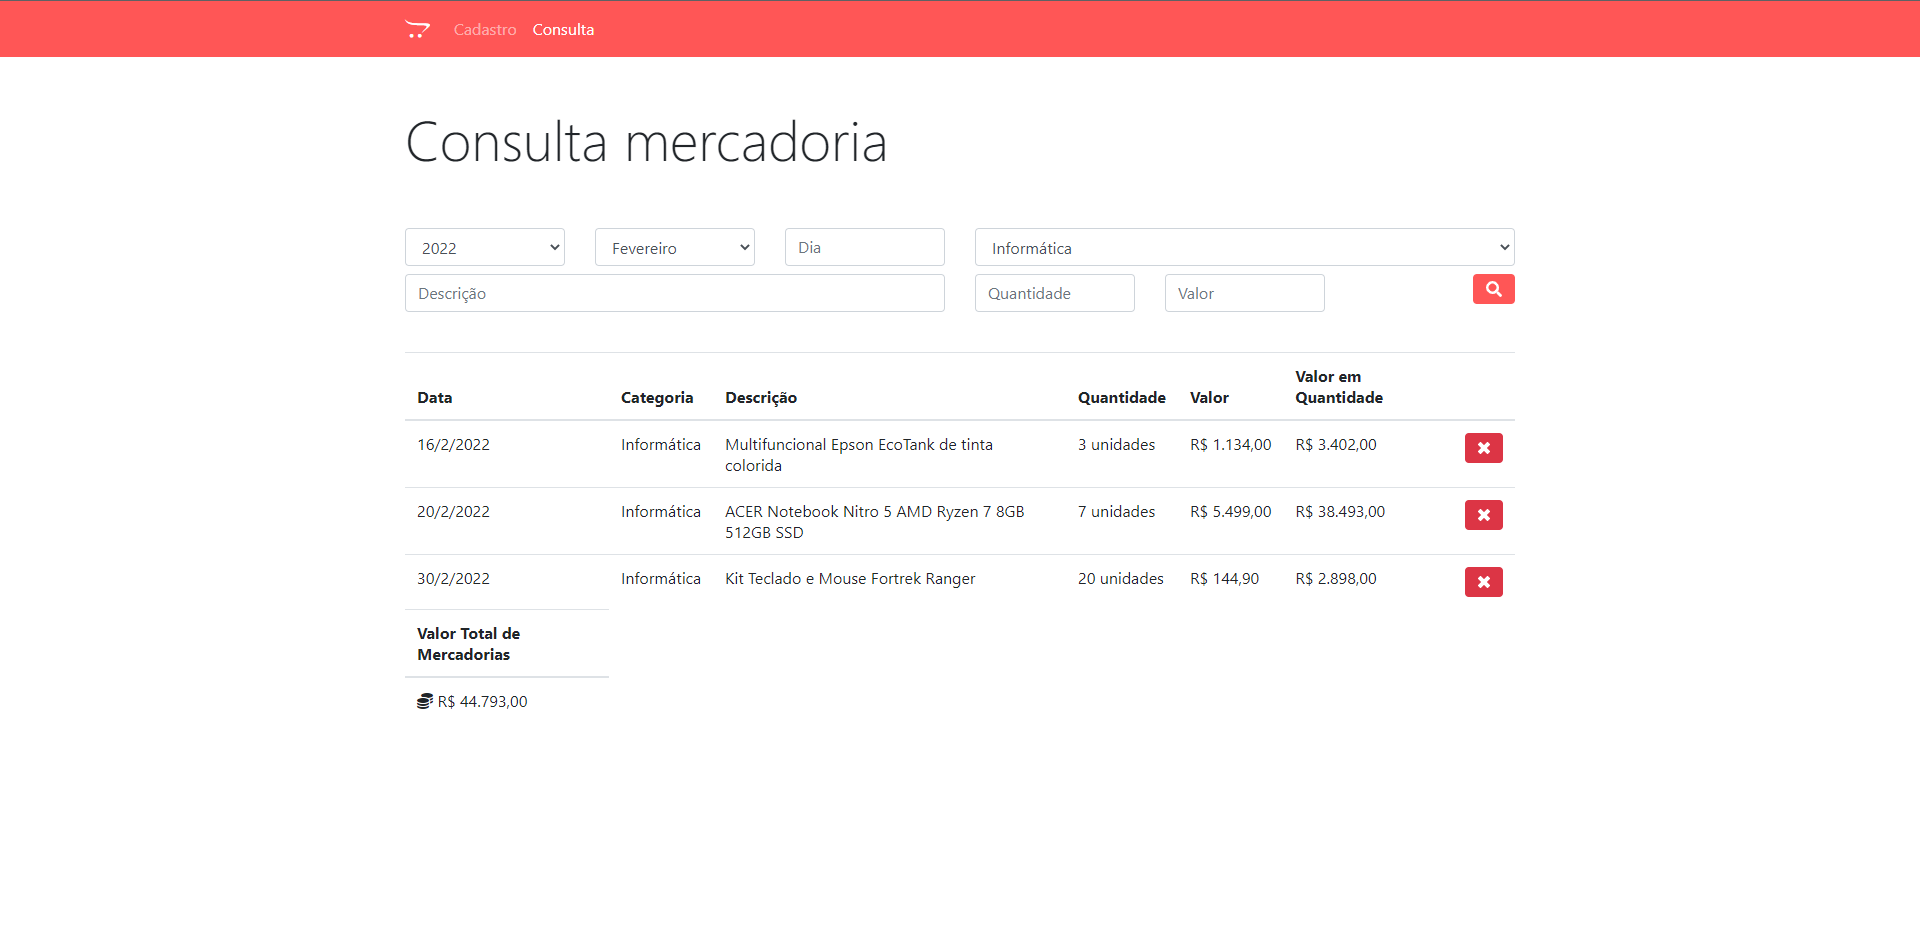 Cadastro Consulta
Consulta mercadoria
2022 Fevereiro Dia Informática
Descrição Quantidade Valor
Data Categoria Descrição Quantidade Valor Valor em
Quantidade
16/2/2022 Informática Multifuncional Epson EcoTank de tinta 3 unidades R$ 1.134,00 R$ 3.402,00
colorida
20/2/2022 Informática ACER Notebook Nitro 5 AMD Ryzen 7 8GB 7 unidades R$ 5.499,00 R$ 38.493,00
512GB SSD
30/2/2022 Informática Kit Teclado e Mouse Fortrek Ranger 20 unidades R$ 144,90 R$ 2.898,00
Valor Total de
Mercadorias
R$ 44.793,00